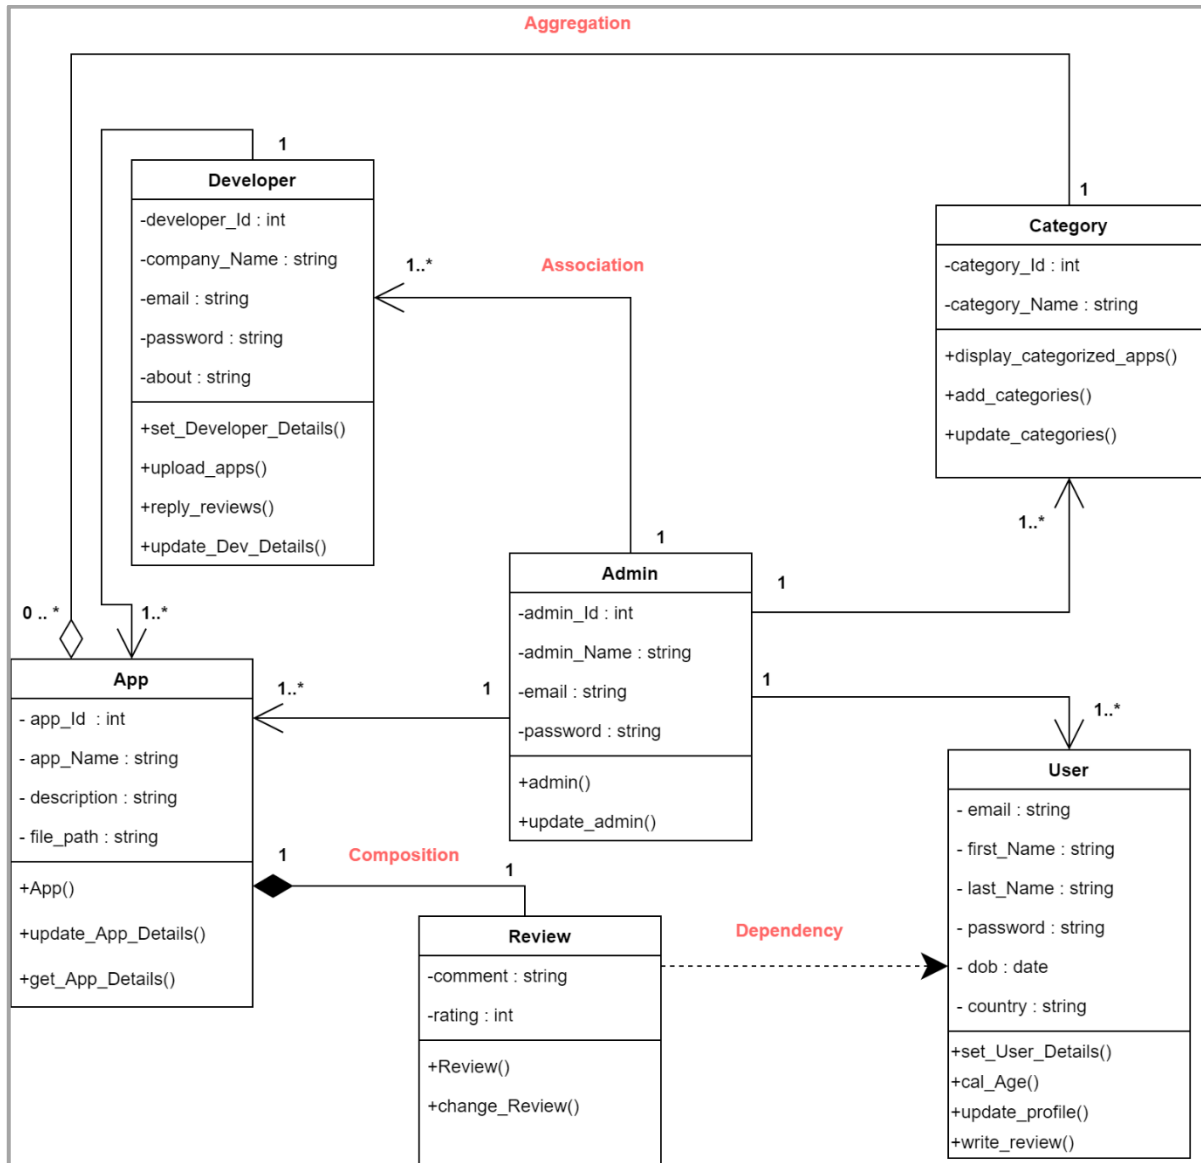 Aggregation
1
Developer
-developer_Id : int
-company_Name : string
-email : string
-password : string
-about : string
+set_Developer_Details()
+upload_apps()
+reply_reviews()
+update_Dev_Details()
1..*
Association
1
Category
-category_Id : int
-category_Name : string
+display_categorized_apps()
+add_categories()
+update_categories()
1..*
1
Admin
-admin_Id : int
-admin_Name : string
-email : string
-password : string
+admin()
+update_admin()
1
1
1..*
0 .. *
1..*
App
- app_Id  : int
- app_Name : string
- description : string
- file_path : string
+App()
+update_App_Details()
+get_App_Details()
1..*
1
1
Composition
1
Review
-comment : string
-rating : int
+Review()
+change_Review()
Dependency
User
- email : string
- first_Name : string
- last_Name : string
- password : string
- dob : date
- country : string
+set_User_Details()
+cal_Age()
+update_profile()
+write_review()